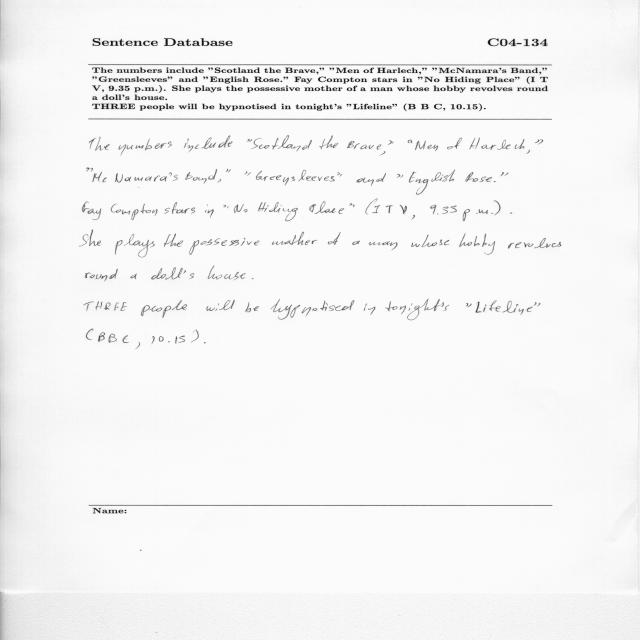 Sentence Database C04-134
The numbers include "Scotland the Brave," "Men of Harlech," "McNamara's Band,"
"Greensleeves" and "English Rose." Fay Compton stars in "No Hiding Place" (I T
V, 9.35 p.m.). She plays the possessive mother of a man whose hobby revolves round
a doll's house.
THREE people will be hypnotised in tonight's "Lifeline" (B B C, 10.15).
The numbers include "Scotland the Brave," "Men of Harlech,"
"Mc Namara's Band," "Greensleeves" and "English Rose."
Fay Compton stars in "No Hiding Place" (I T V, 9.35 p.m.).
She plays the possessive mother of a man whose hobby revolves
round a doll's house.
THREE people will be hypnotised in tonight's "Lifeline"
(BBC, 10.15).
Name: